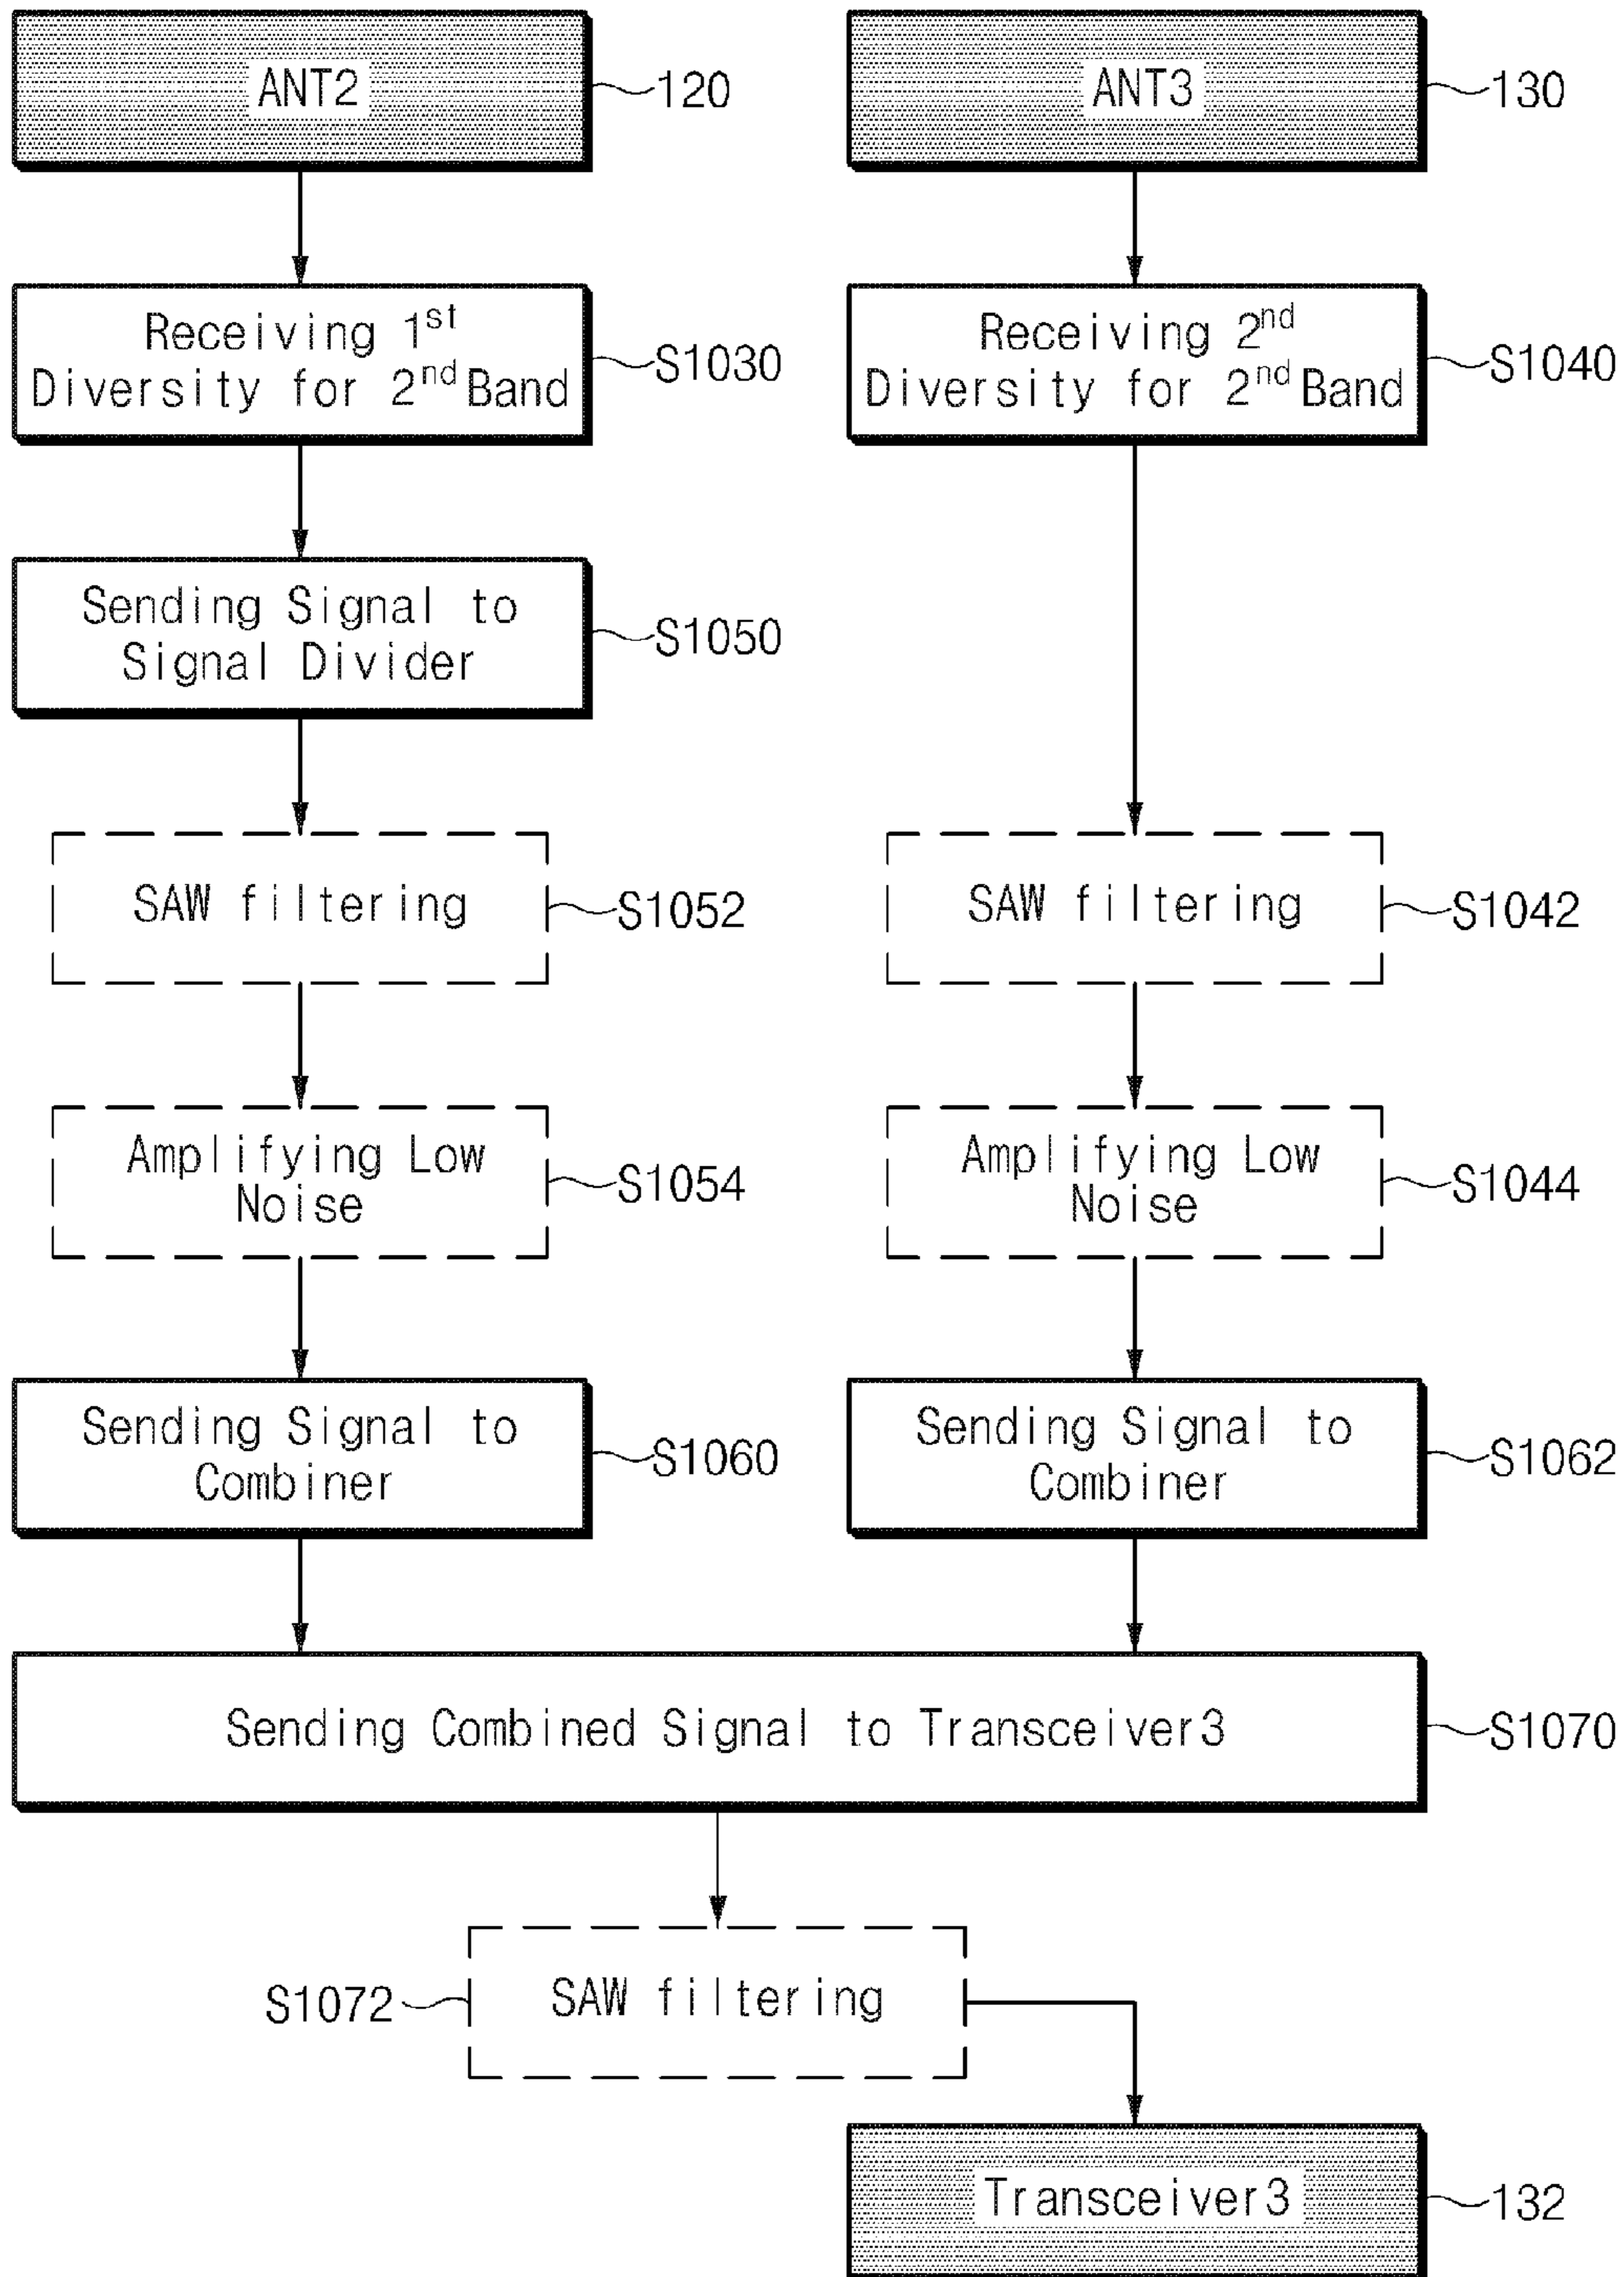 ANT2
120
ANT3
130
Receiving 1st
Diversity for 2nd Band
S1030
Receiving 2nd
Diversity for 2nd Band
S1040
Sending Signal to
Signal Divider
S1050
SAW filtering
S1052
SAW filtering
S1042
Amplifying Low
Noise
S1054
Amplifying Low
Noise
S1044
Sending Signal to
Combiner
S1060
Sending Signal to
Combiner
S1062
Sending Combined Signal to Transceiver3
S1070
S1072
SAW filtering
Transceiver3
132